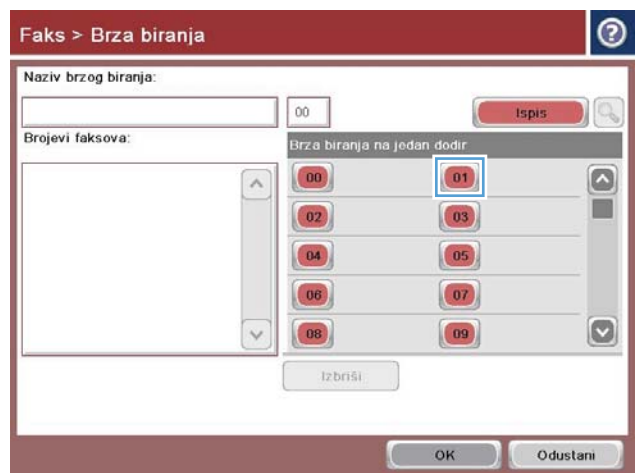 Faks > Brza biranja
?
Naziv brzog biranja:
00
Ispis
Brojevi faksova:
Brza biranja na jedan dodir
00 01
02 03
04 05
06 07
08 09
Izbriši
OK Odustani